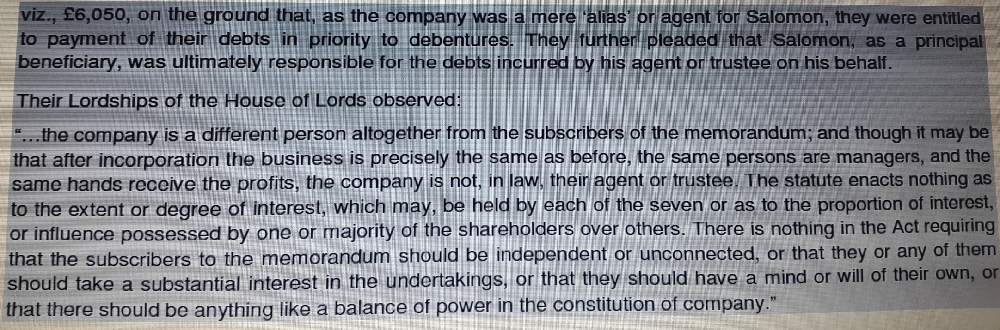 viz., £6,050, on the ground that, as the company was a mere ‘alias’ or agent for Salomon, they were entitled
to payment of their debts in priority to debentures. They further pleaded that Salomon, as a principal
beneficiary, was ultimately responsible for the debts incurred by his agent or trustee on his behalf.
Their Lordships of the House of Lords observed:
“...the company is a different person altogether from the subscribers of the memorandum; and though it may be
that after incorporation the business is precisely the same as before, the same persons are managers, and the
same hands receive the profits, the company is not, in law, their agent or trustee. The statute enacts nothing as
to the extent or degree of interest, which may, be held by each of the seven or as to the proportion of interest,
or influence possessed by one or majority of the shareholders over others. There is nothing in the Act requiring
that the subscribers to the memorandum should be independent or unconnected, or that they or any of them
should take a substantial interest in the undertakings, or that they should have a mind or will of their own, or
that there should be anything like a balance of power in the constitution of company.”